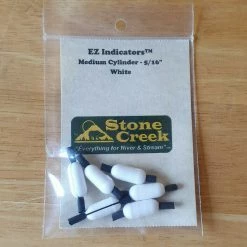 EZ Indicators™
Medium Cylinder - 5/16"
White
Stone
Creek
"Everything for River & Stream"™